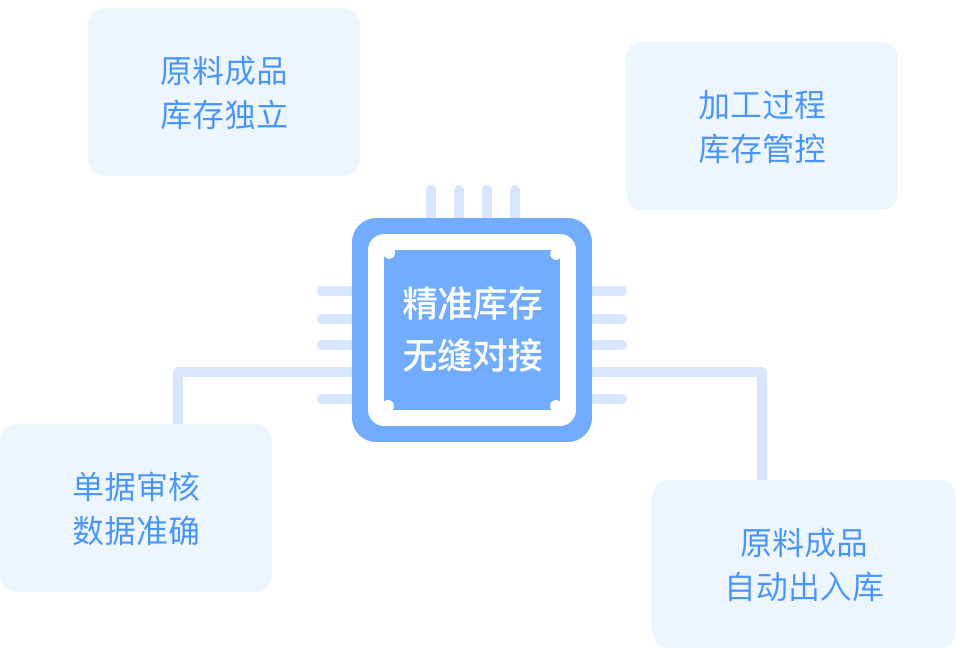 原料成品
库存独立
加工过程
库存管控
精准库存
无缝对接
单据审核
数据准确
原料成品
自动出入库